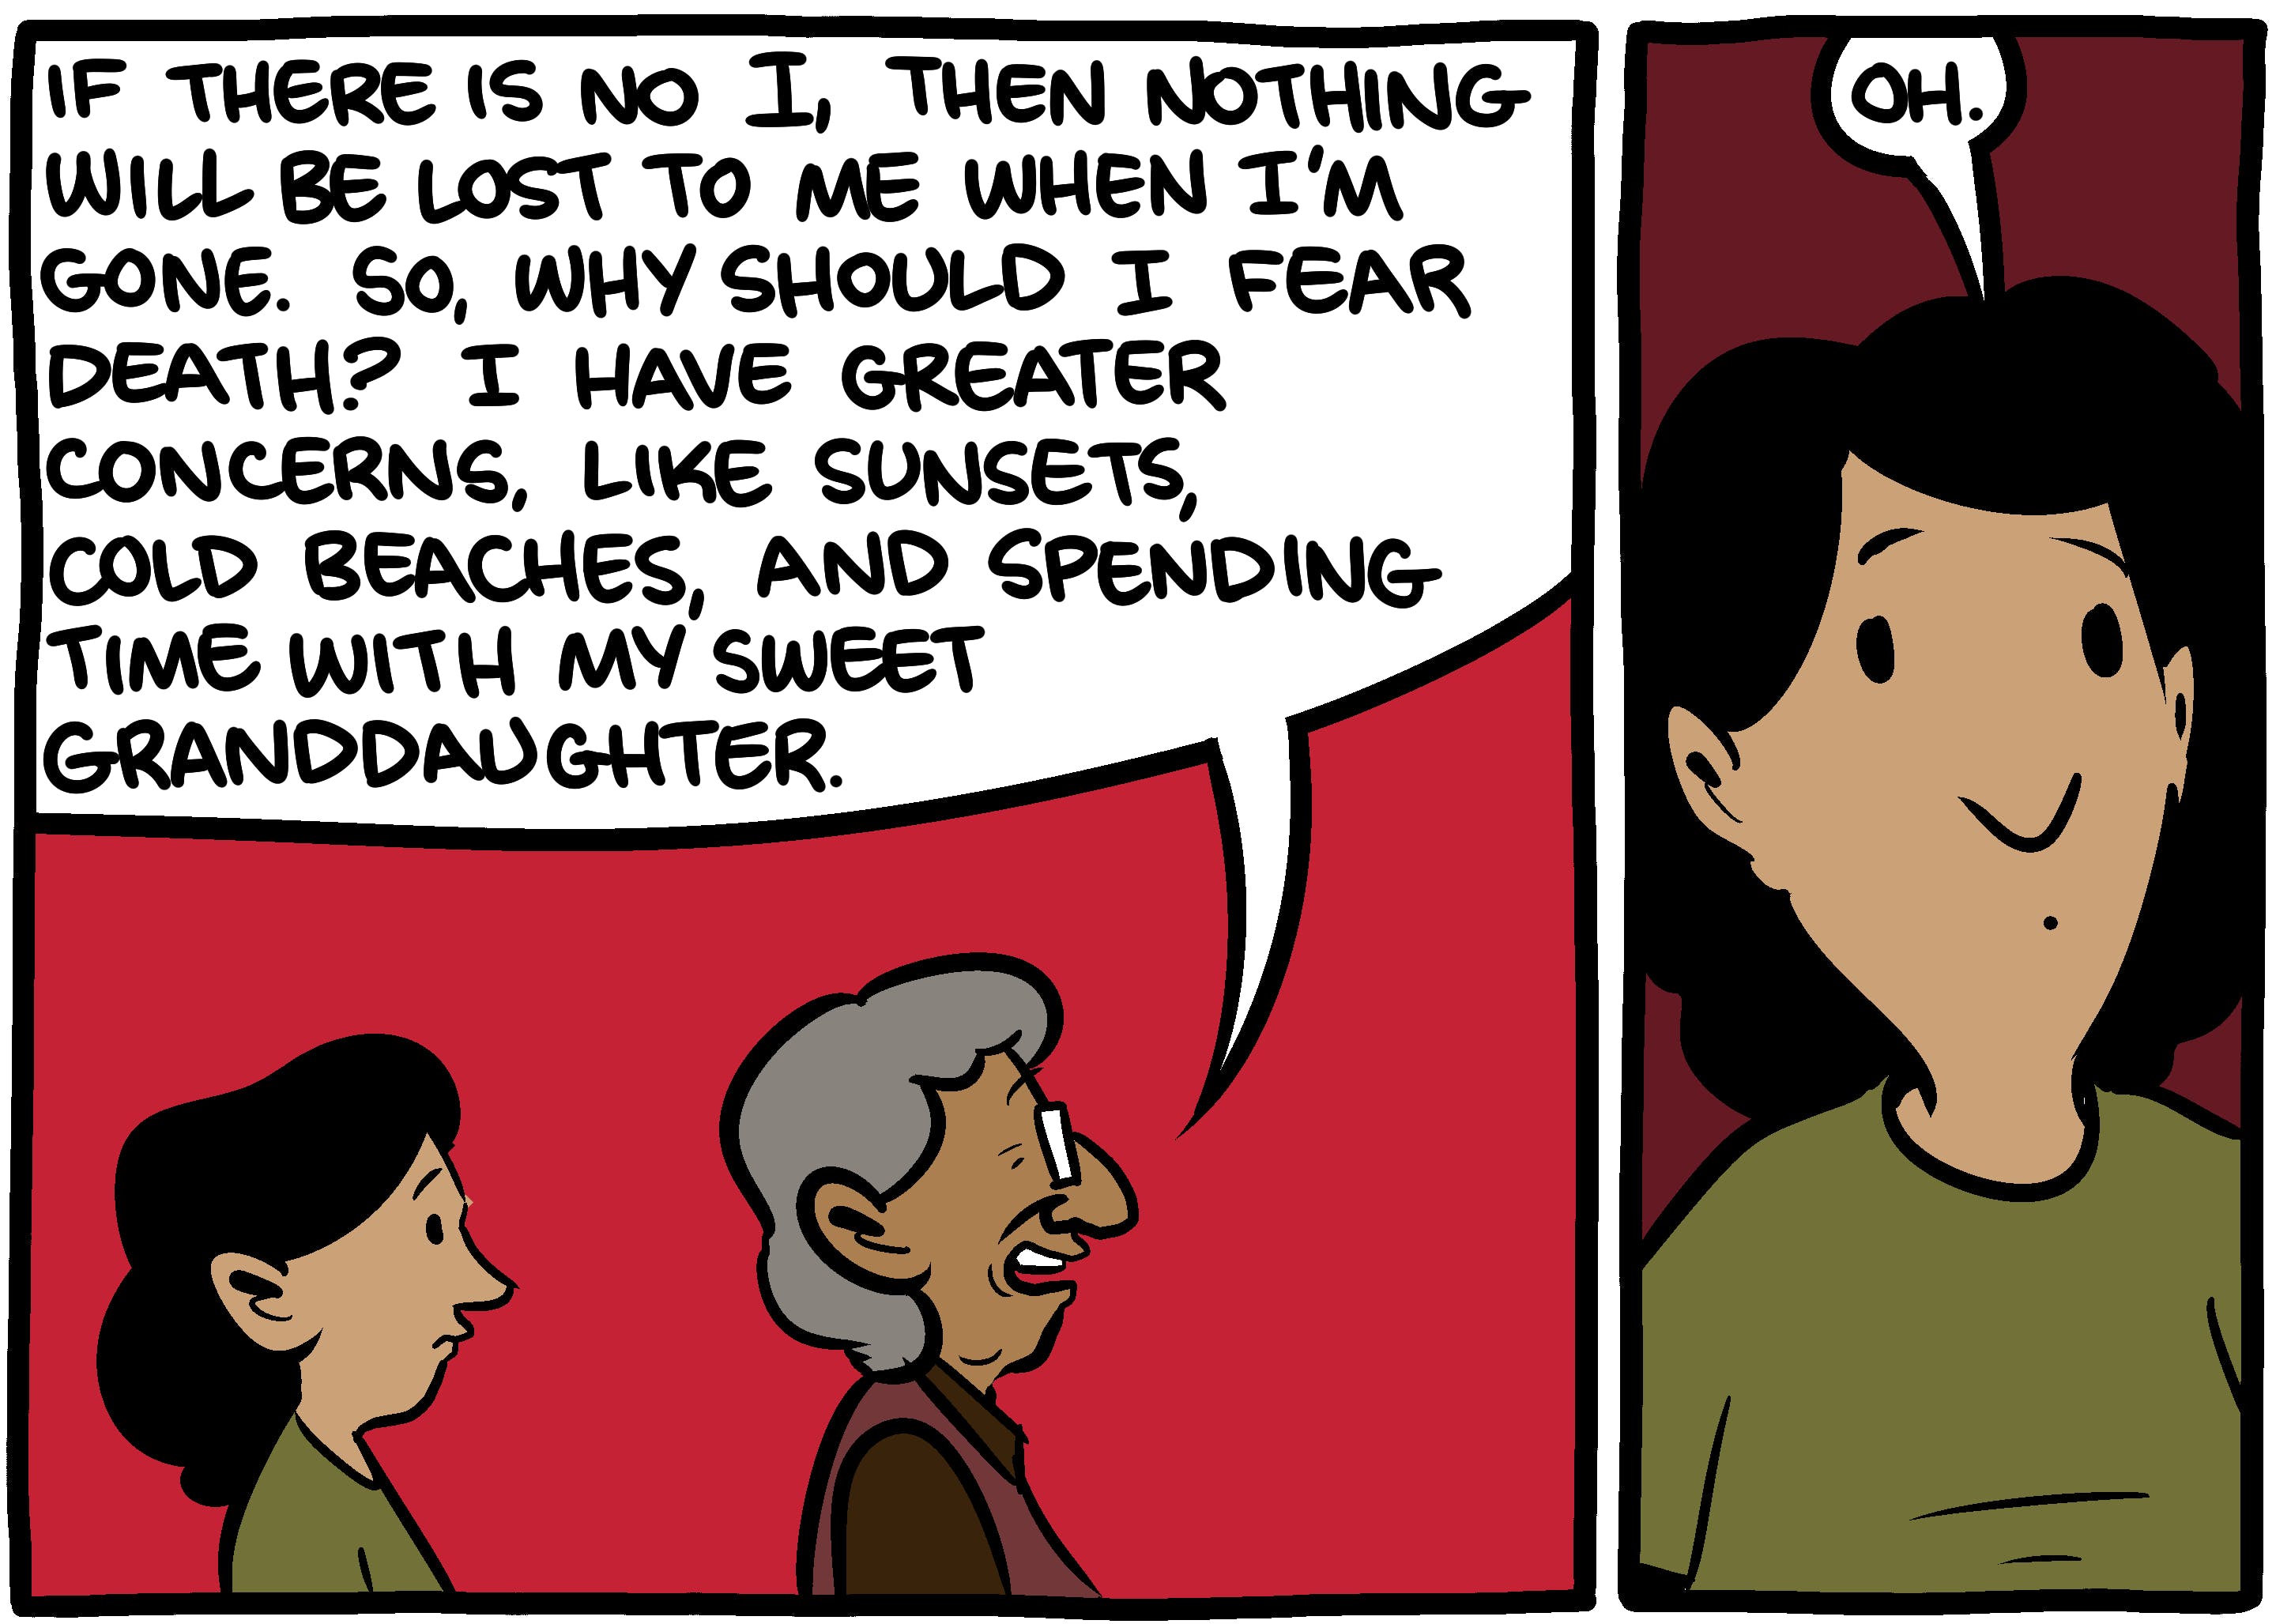 IF THERE IS NO I, THEN NOTHING
WILL BE LOST TO ME WHEN I'M
GONE. SO, WHY SHOULD I FEAR
DEATH? I HAVE GREATER
CONCERNS, LIKE SUNSETS,
COLD BEACHES, AND SPENDING
TIME WITH MY SWEET
GRANDDAUGHTER.
OH.